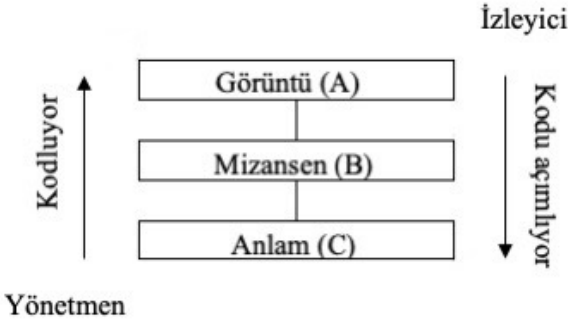 İzleyici
Görüntü (A)
Kodluyor
Kodu açımlıyor
Mizansen (B)
Anlam (C)
Yönetmen